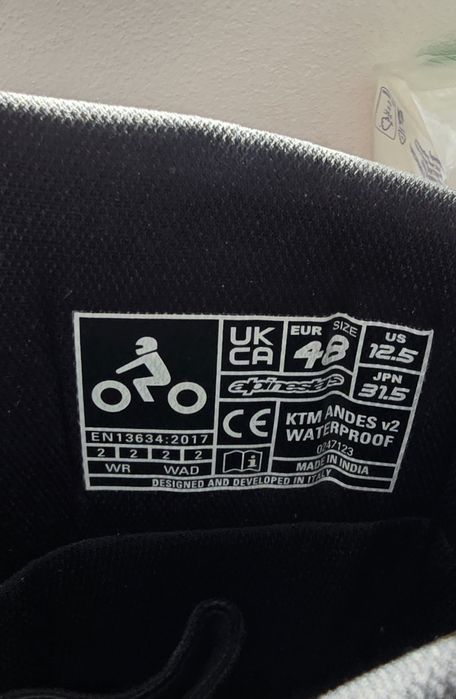 EN13634:2017
2 2 2 2
WR WAD
UK
CA
EUR SIZE
48
US
12.5
alpinestars
JPN
31.5
CE
KTM ANDES v2
WATERPROOF
0247123
i
MADE IN INDIA
DESIGNED AND DEVELOPED IN ITALY